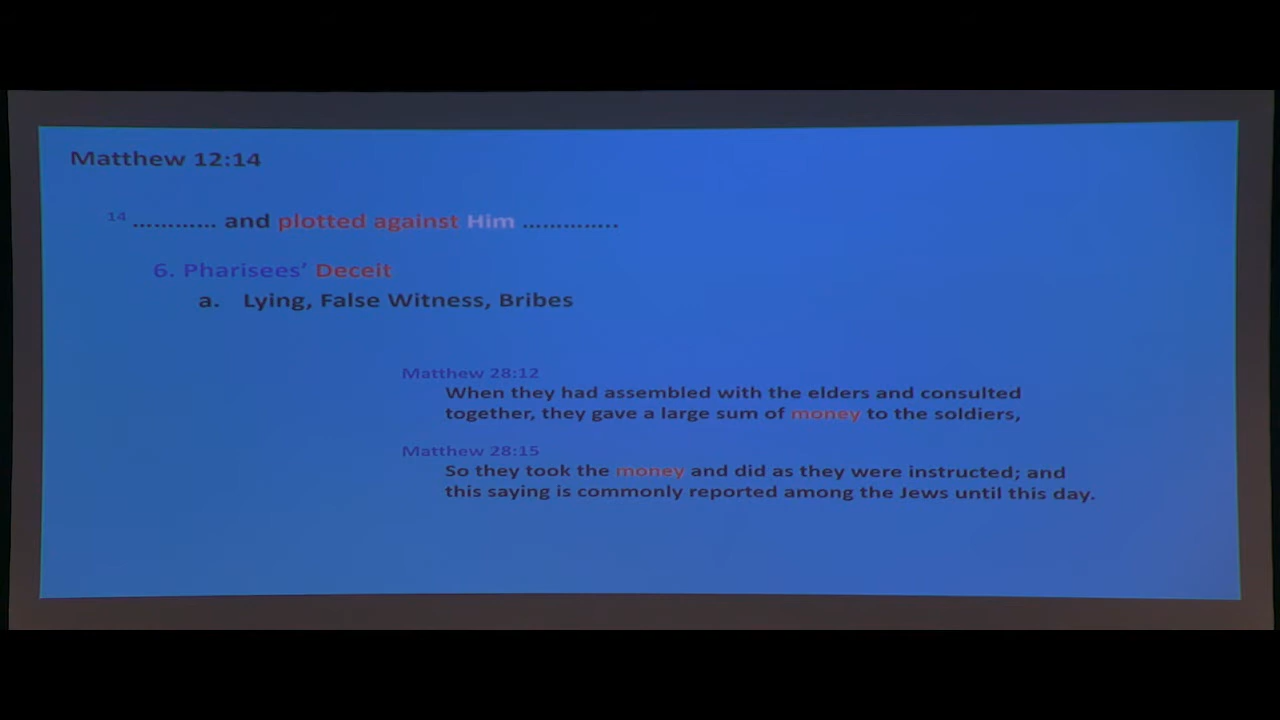 Matthew 12:14
14 ………… and plotted against Him …………..
6. Pharisees’ Deceit
a. Lying, False Witness, Bribes
Matthew 28:12
When they had assembled with the elders and consulted
together, they gave a large sum of money to the soldiers,
Matthew 28:15
So they took the money and did as they were instructed; and
this saying is commonly reported among the Jews until this day.